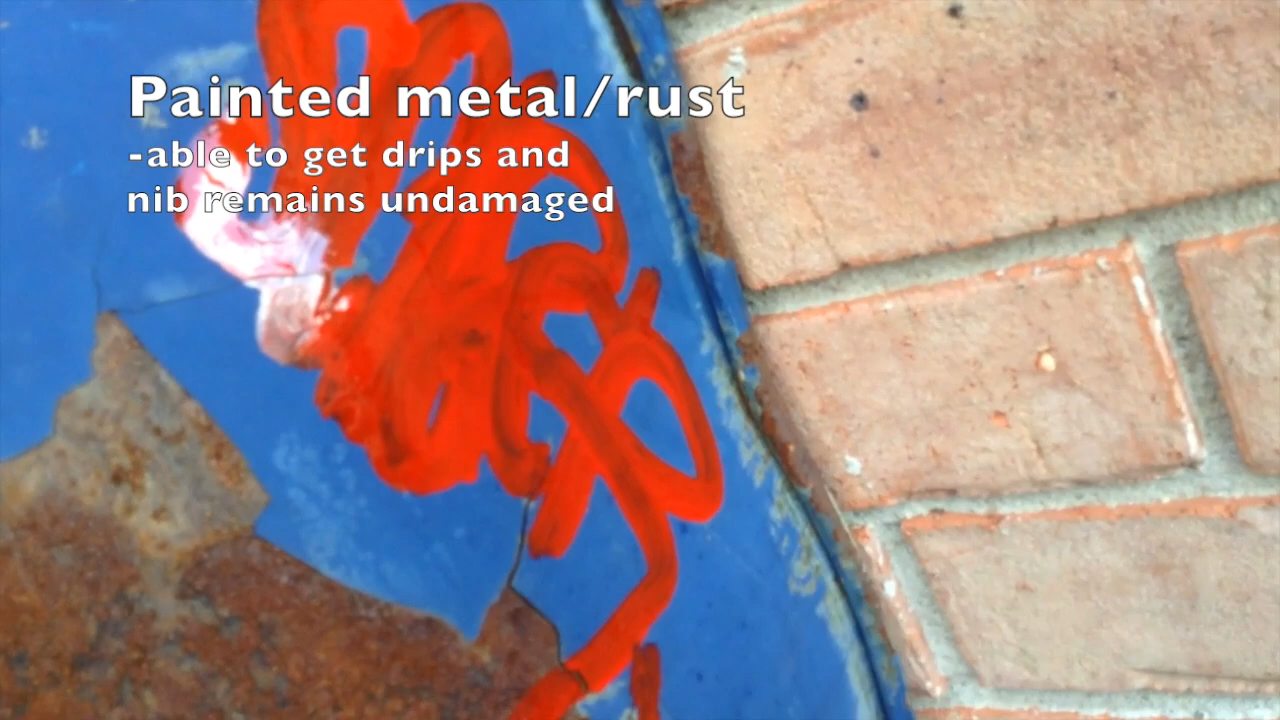 Painted metal/rust
-able to get drips and
nib remains undamaged